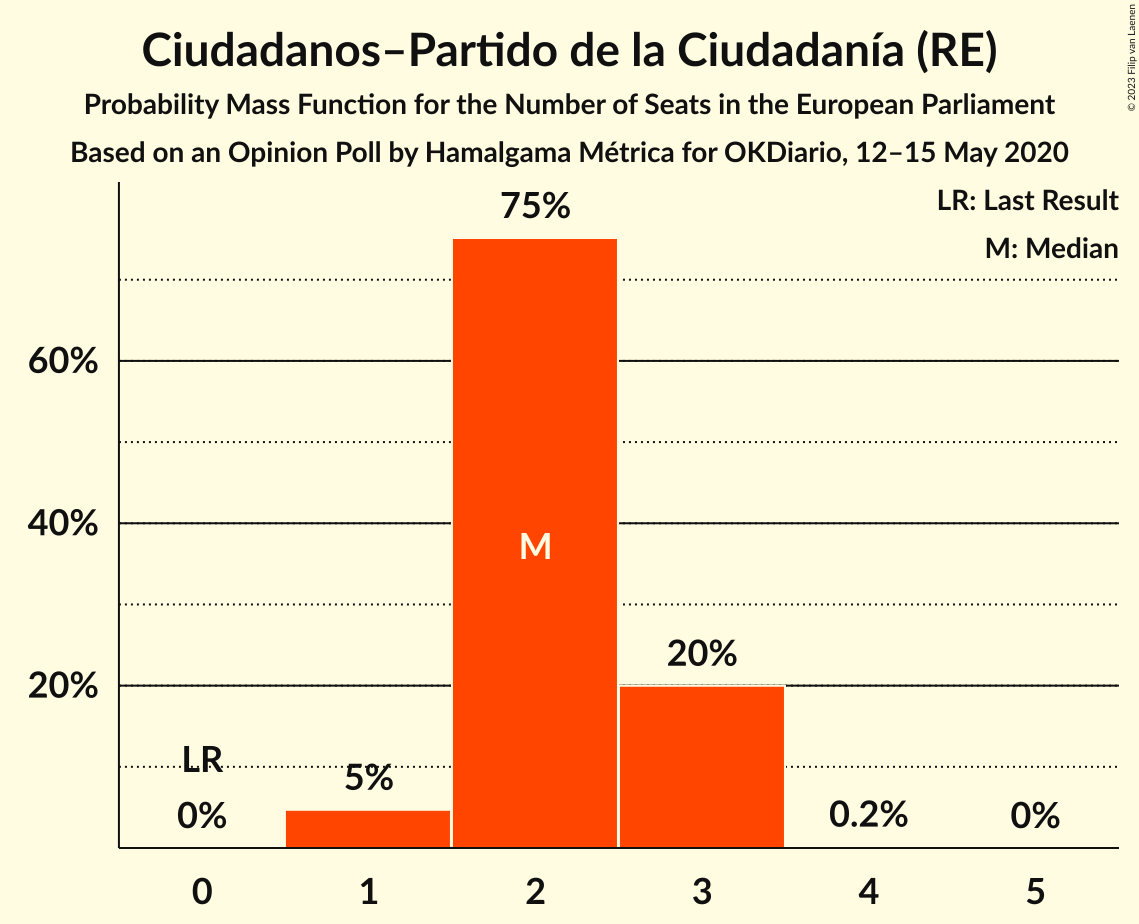 Ciudadanos–Partido de la Ciudadanía (RE)
Probability Mass Function for the Number of Seats in the European Parliament
Based on an Opinion Poll by Hamalgama Métrica for OKDiario, 12–15 May 2020
© 2023 Filip van Laenen
LR: Last Result
M: Median
75%
60%
40%
M
20%
20%
LR
5%
0%
0.2%
0%
0 1 2 3 4 5